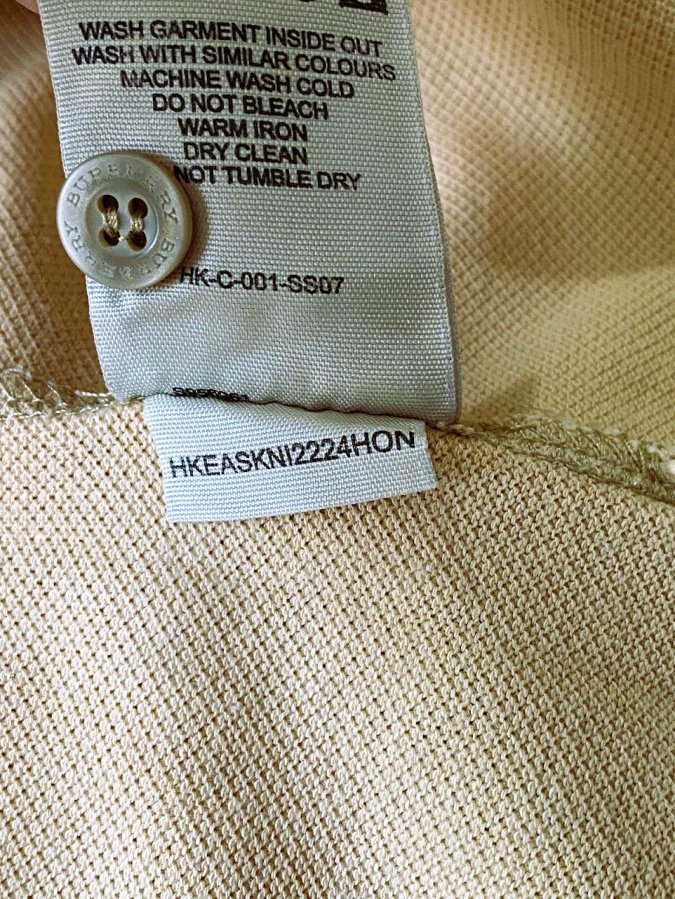 WASH GARMENT INSIDE OUT
WASH WITH SIMILAR COLOURS
MACHINE WASH COLD
DO NOT BLEACH
WARM IRON
DRY CLEAN
NOT TUMBLE DRY
BURBERRY
BURBERRY
HK-C-001-SS07
HKEASKNI2224HON